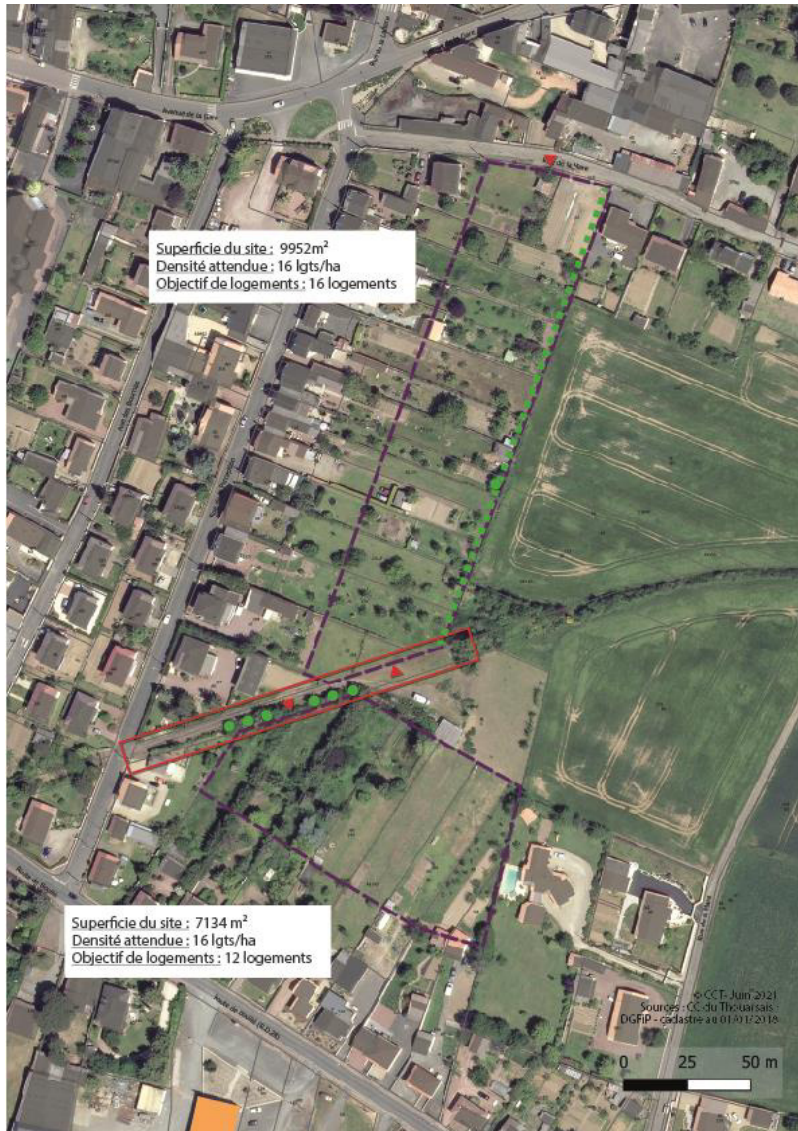 Avenue de la Gare
Superficie du site : 9952m²
Densité attendue : 16 lgts/ha
Objectif de logements : 16 logements
Superficie du site : 7134 m²
Densité attendue : 16 lgts/ha
Objectif de logements : 12 logements
© CCT- Juin 2021
Sources : CC du Thouarsais
DGFiP - cadastre au 01/01/2018
0 25 50 m